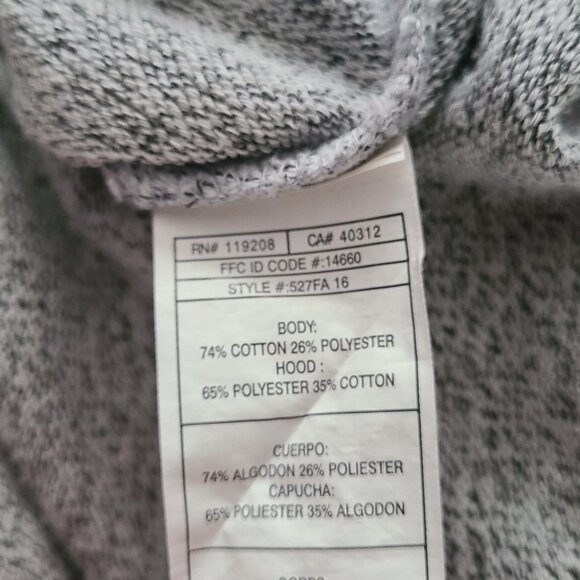 RN# 119208 CA# 40312
FFC ID CODE #:14660
STYLE #:527FA 16
BODY:
74% COTTON 26% POLYESTER
HOOD :
65% POLYESTER 35% COTTON
CUERPO:
74% ALGODON 26% POLIESTER
CAPUCHA:
65% POLIESTER 35% ALGODON